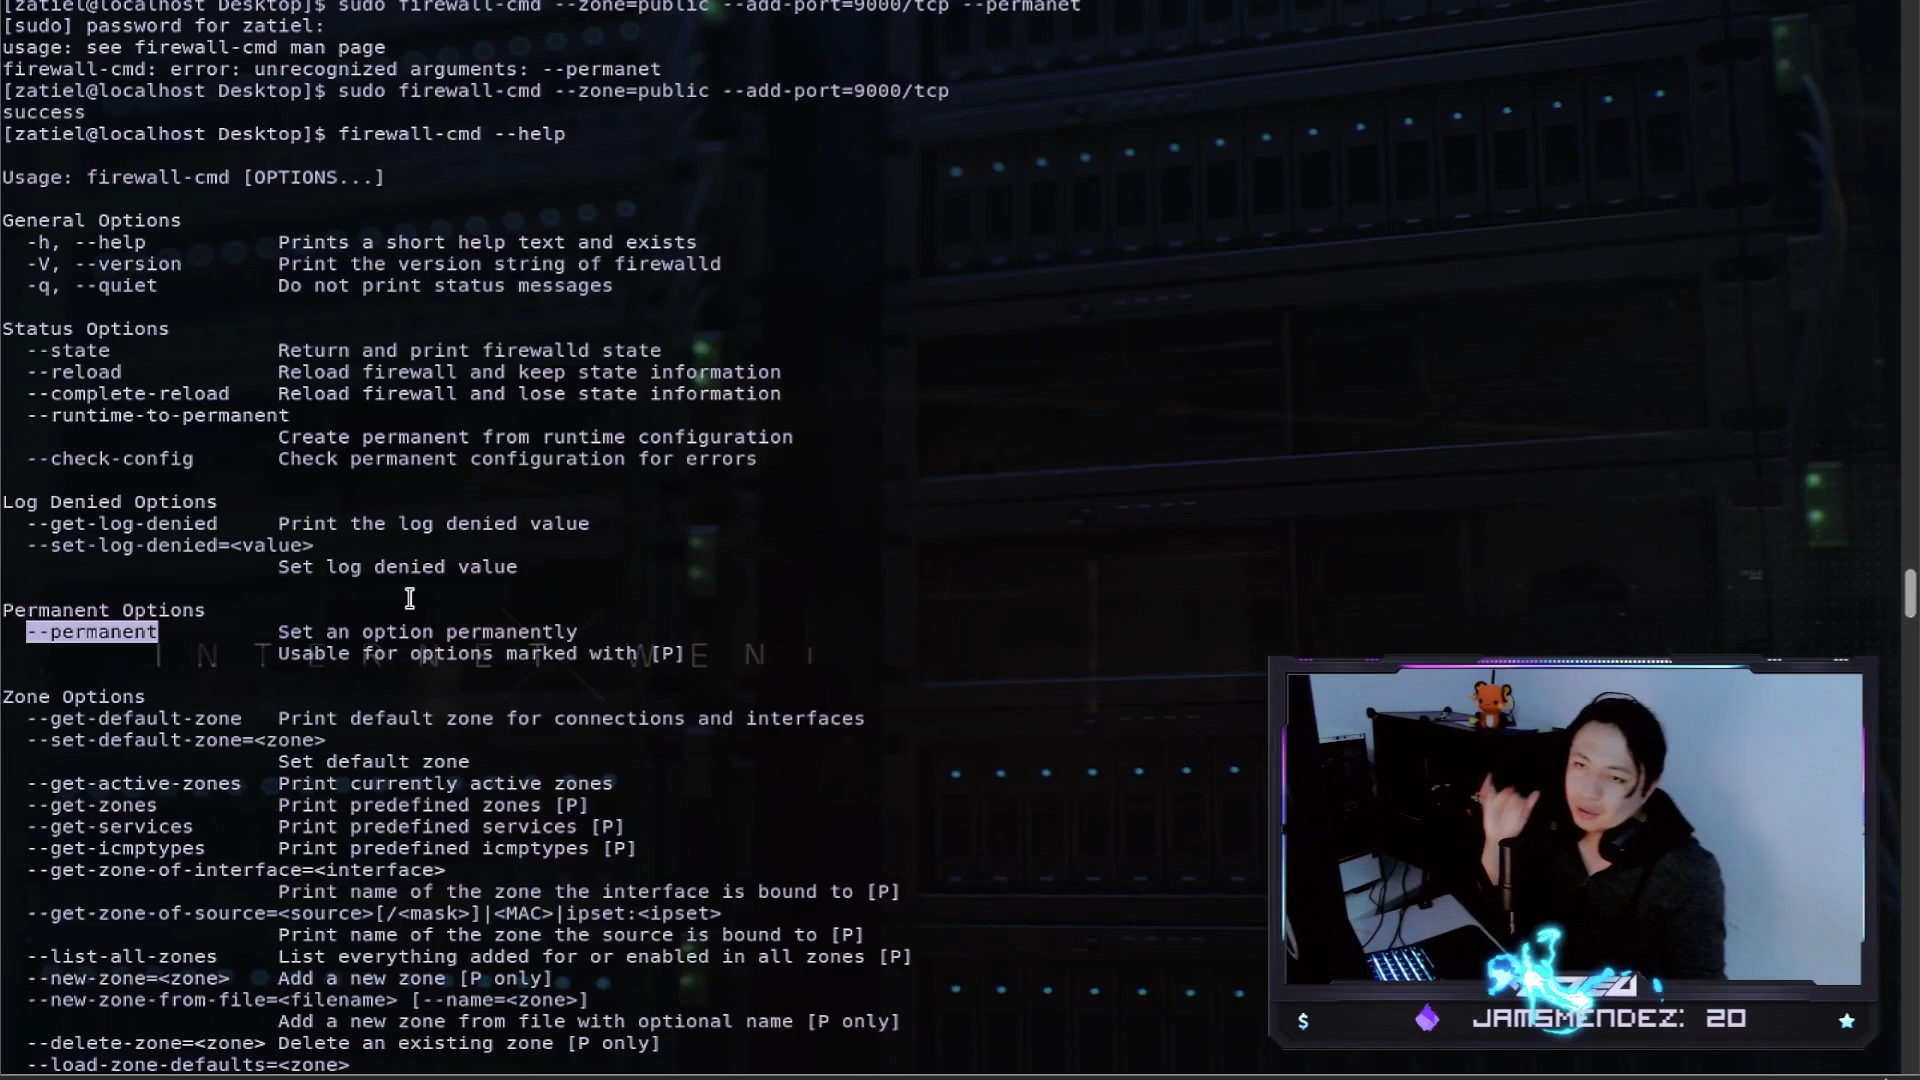 [zatiel@localhost Desktop]$ sudo firewall-cmd --zone=public --add-port=9000/tcp --permanet
[sudo] password for zatiel:
usage: see firewall-cmd man page
firewall-cmd: error: unrecognized arguments: --permanet
[zatiel@localhost Desktop]$ sudo firewall-cmd --zone=public --add-port=9000/tcp
success
[zatiel@localhost Desktop]$ firewall-cmd --help
Usage: firewall-cmd [OPTIONS...]
General Options
-h, --help Prints a short help text and exists
-V, --version Print the version string of firewalld
-q, --quiet Do not print status messages
Status Options
--state Return and print firewalld state
--reload Reload firewall and keep state information
--complete-reload Reload firewall and lose state information
--runtime-to-permanent
Create permanent from runtime configuration
--check-config Check permanent configuration for errors
Log Denied Options
--get-log-denied Print the log denied value
--set-log-denied=<value>
Set log denied value
Permanent Options
--permanent Set an option permanently
Usable for options marked with [P]
Zone Options
--get-default-zone Print default zone for connections and interfaces
--set-default-zone=<zone>
Set default zone
--get-active-zones Print currently active zones
--get-zones Print predefined zones [P]
--get-services Print predefined services [P]
--get-icmptypes Print predefined icmptypes [P]
--get-zone-of-interface=<interface>
Print name of the zone the interface is bound to [P]
--get-zone-of-source=<source>[/<mask>]|<MAC>|ipset:<ipset>
Print name of the zone the source is bound to [P]
--list-all-zones List everything added for or enabled in all zones [P]
--new-zone=<zone> Add a new zone [P only]
--new-zone-from-file=<filename> [--name=<zone>]
Add a new zone from file with optional name [P only]
--delete-zone=<zone> Delete an existing zone [P only]
--load-zone-defaults=<zone>
$ JAMSMENDEZ: 20